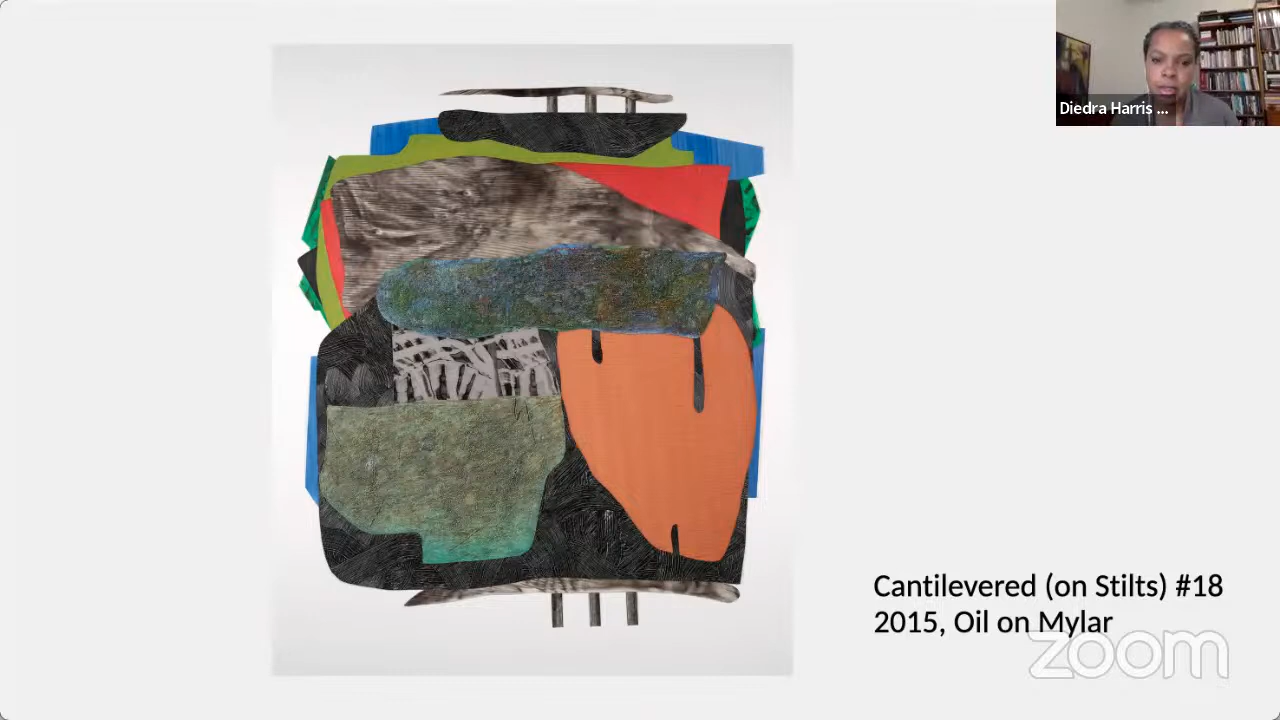 Diedra Harris ...
Cantilevered (on Stilts) #18
2015, Oil on Mylar
zoom